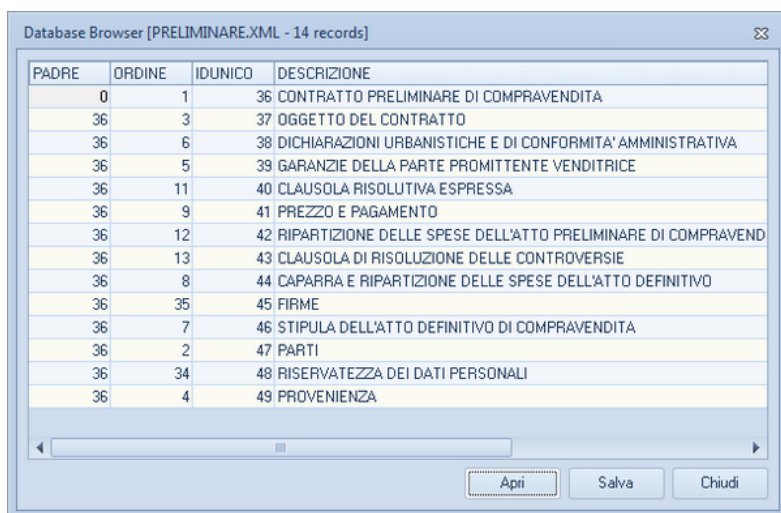 Database Browser [PRELIMINARE.XML - 14 records]
PADRE ORDINE IDUNICO DESCRIZIONE
0 1 36 CONTRATTO PRELIMINARE DI COMPRAVENDITA
36 3 37 OGGETTO DEL CONTRATTO
36 6 38 DICHIARAZIONI URBANISTICHE E DI CONFORMITA' AMMINISTRATIVA
36 5 39 GARANZIE DELLA PARTE PROMITTENTE VENDITRICE
36 11 40 CLAUSOLA RISOLUTIVA ESPRESSA
36 9 41 PREZZO E PAGAMENTO
36 12 42 RIPARTIZIONE DELLE SPESE DELL'ATTO PRELIMINARE DI COMPRAVEND
36 13 43 CLAUSOLA DI RISOLUZIONE DELLE CONTROVERSIE
36 8 44 CAPARRA E RIPARTIZIONE DELLE SPESE DELL'ATTO DEFINITIVO
36 35 45 FIRME
36 7 46 STIPULA DELL'ATTO DEFINITIVO DI COMPRAVENDITA
36 2 47 PARTI
36 34 48 RISERVATEZZA DEI DATI PERSONALI
36 4 49 PROVENIENZA
Apri Salva Chiudi